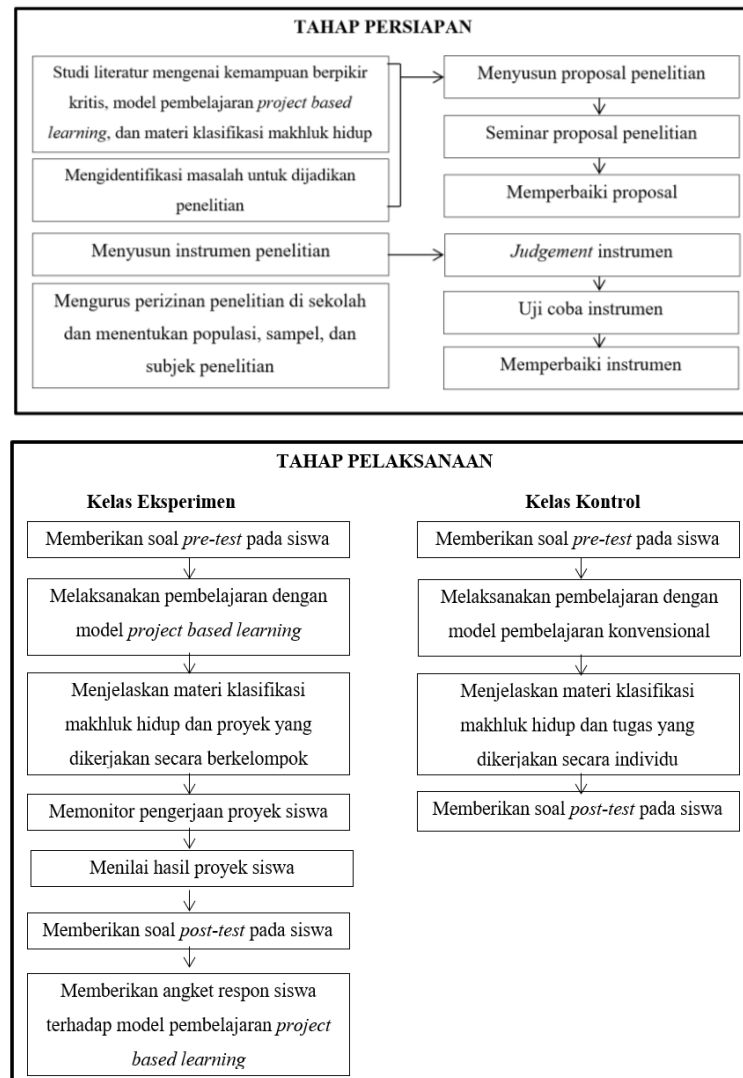 TAHAP PERSIAPAN
Studi literatur mengenai kemampuan berpikir
kritis, model pembelajaran project based
learning, dan materi klasifikasi makhluk hidup
Mengidentifikasi masalah untuk dijadikan
penelitian
Menyusun proposal penelitian
Seminar proposal penelitian
Memperbaiki proposal
Menyusun instrumen penelitian
Judgement instrumen
Mengurus perizinan penelitian di sekolah
dan menentukan populasi, sampel, dan
subjek penelitian
Uji coba instrumen
Memperbaiki instrumen
TAHAP PELAKSANAAN
Kelas Eksperimen
Memberikan soal pre-test pada siswa
Melaksanakan pembelajaran dengan
model project based learning
Menjelaskan materi klasifikasi
makhluk hidup dan proyek yang
dikerjakan secara berkelompok
Memonitor pengerjaan proyek siswa
Menilai hasil proyek siswa
Memberikan soal post-test pada siswa
Memberikan angket respon siswa
terhadap model pembelajaran project
based learning
Kelas Kontrol
Memberikan soal pre-test pada siswa
Melaksanakan pembelajaran dengan
model pembelajaran konvensional
Menjelaskan materi klasifikasi
makhluk hidup dan tugas yang
dikerjakan secara individu
Memberikan soal post-test pada siswa